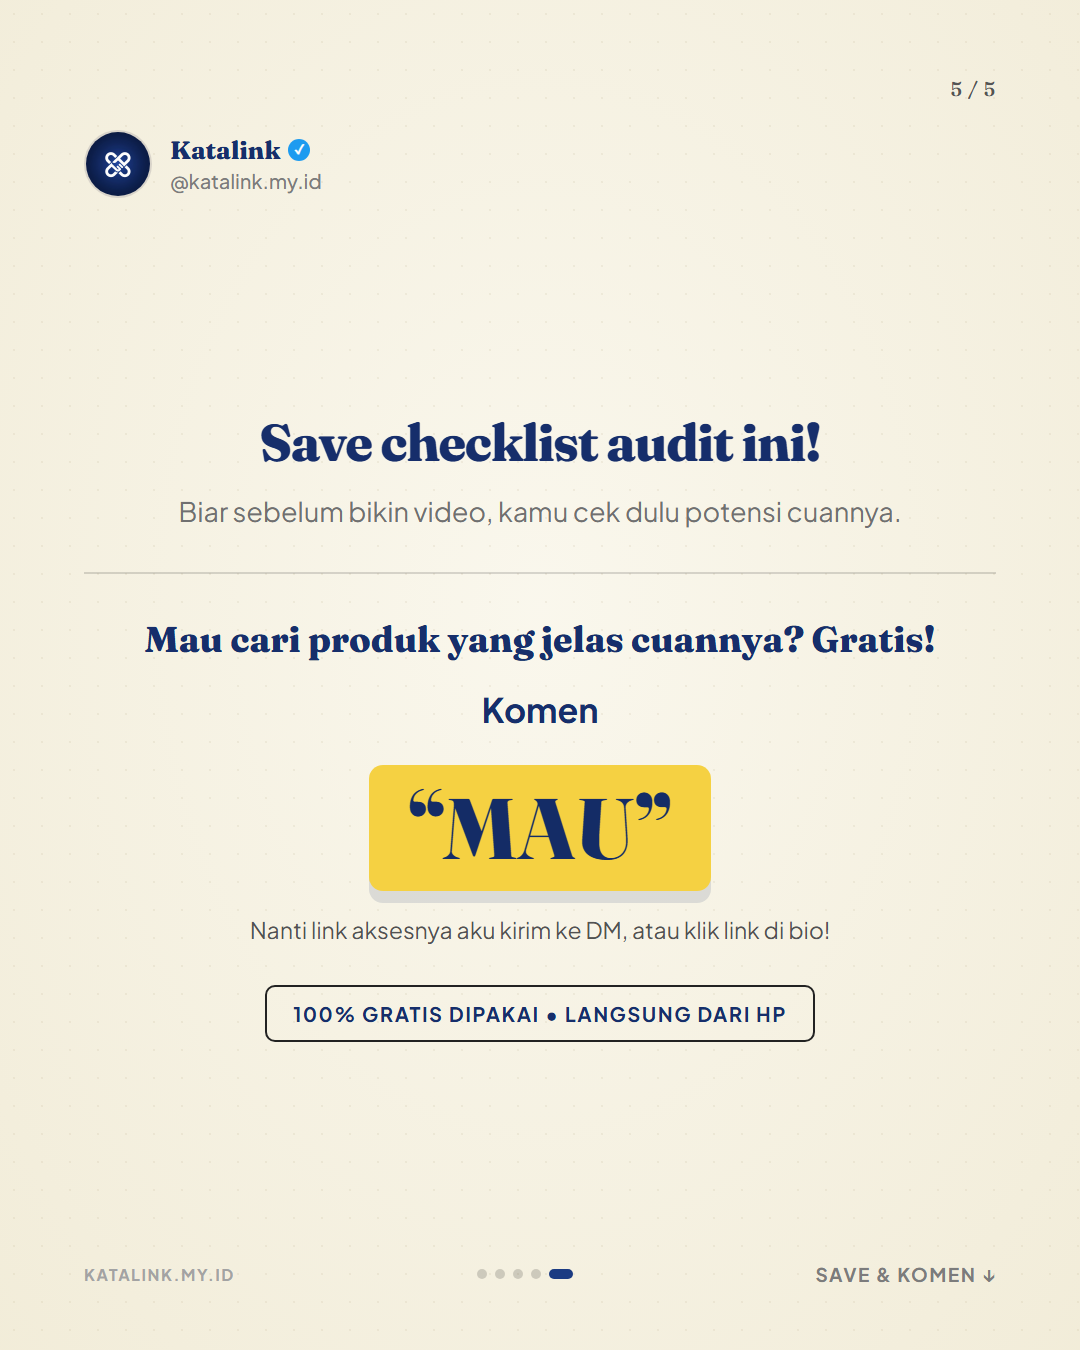 5 / 5
Katalink
@katalink.my.id
Save checklist audit ini!
Biar sebelum bikin video, kamu cek dulu potensi cuannya.
Mau cari produk yang jelas cuannya? Gratis!
Komen
“MAU”
Nanti link aksesnya aku kirim ke DM, atau klik link di bio!
100% GRATIS DIPAKAI • LANGSUNG DARI HP
KATALINK.MY.ID
SAVE & KOMEN ↓